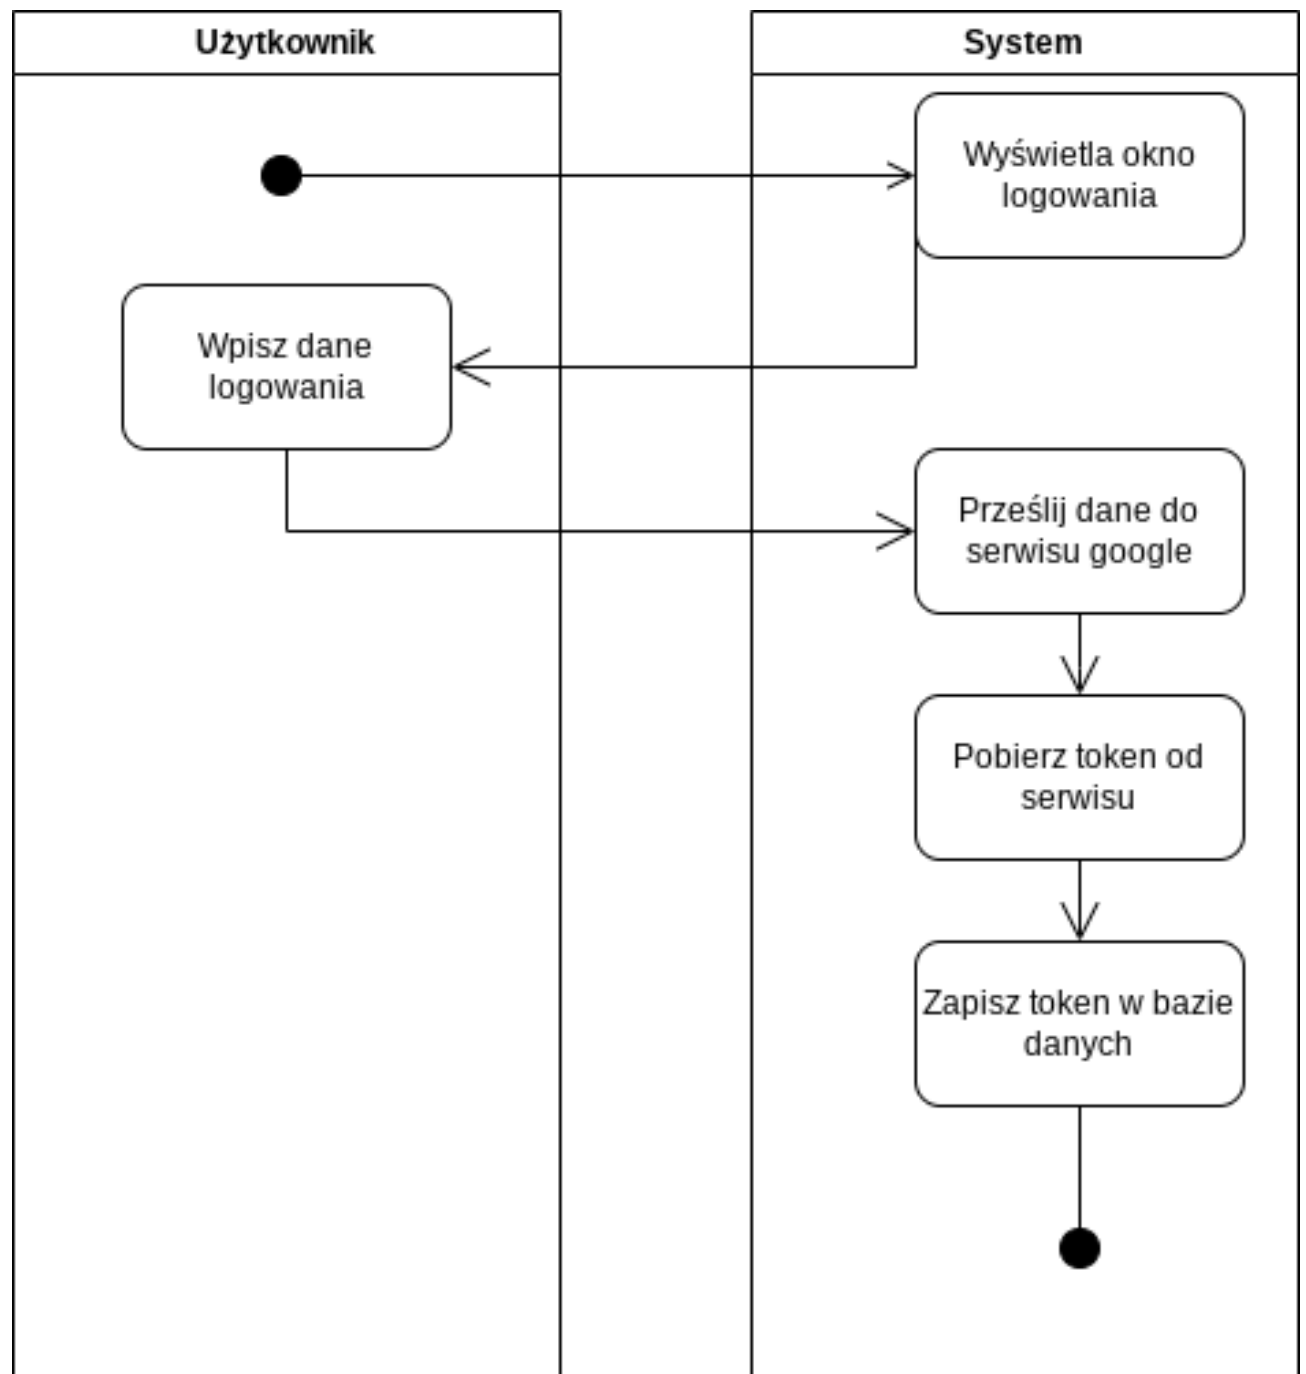 Użytkownik
System
Wyświetla okno
logowania
Wpisz dane
logowania
Prześlij dane do
serwisu google
Pobierz token od
serwisu
Zapisz token w bazie
danych